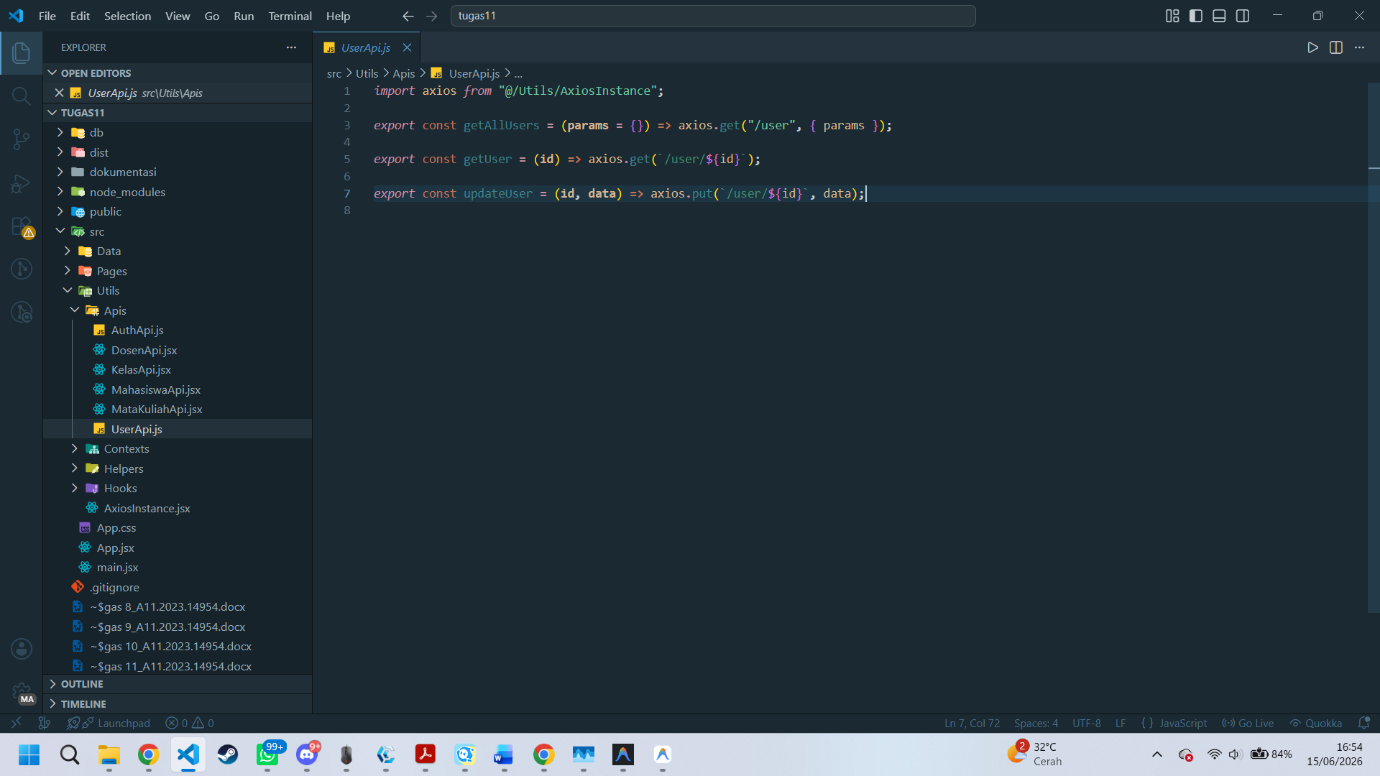 File Edit Selection View Go Run Terminal Help
tugas11
EXPLORER
OPEN EDITORS
UserApi.js src\Utils\Apis
TUGAS11
db
dist
dokumentasi
node_modules
public
src
Data
Pages
Utils
Apis
AuthApi.js
DosenApi.jsx
KelasApi.jsx
MahasiswaApi.jsx
MataKuliahApi.jsx
UserApi.js
Contexts
Helpers
Hooks
AxiosInstance.jsx
App.css
App.jsx
main.jsx
.gitignore
~$gas 8_A11.2023.14954.docx
~$gas 9_A11.2023.14954.docx
~$gas 10_A11.2023.14954.docx
~$gas 11_A11.2023.14954.docx
OUTLINE
TIMELINE
MA
UserApi.js
src > Utils > Apis > UserApi.js > ...
1 import axios from "@/Utils/AxiosInstance";
2
3 export const getAllUsers = (params = {}) => axios.get("/user", { params });
4
5 export const getUser = (id) => axios.get(`/user/${id}`);
6
7 export const updateUser = (id, data) => axios.put(`/user/${id}`, data);
8
Launchpad 0 0
Ln 7, Col 72 Spaces: 4 UTF-8 LF { } JavaScript Go Live Quokka
99+
9+
2
32°C
Cerah
84%
16:54
15/06/2026